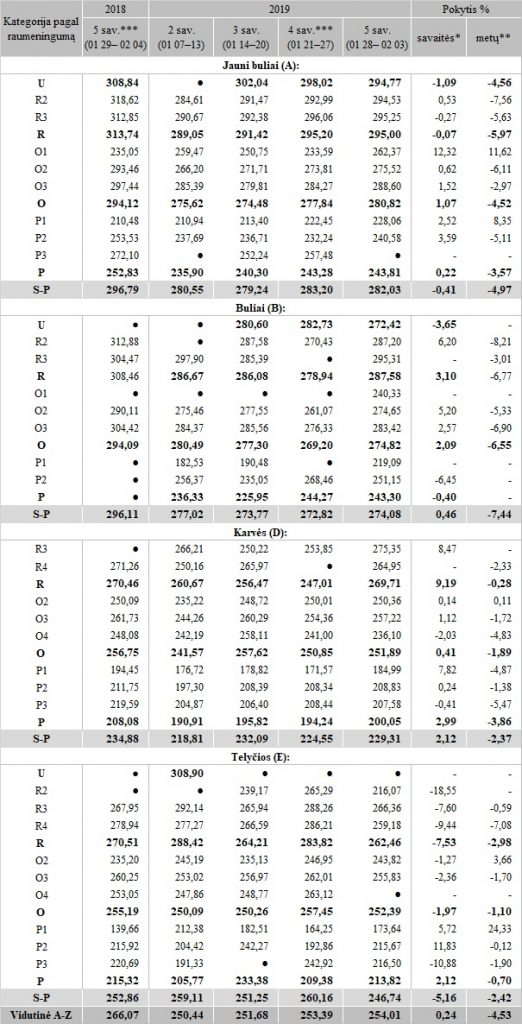 Kategorija pagal raumeningumą 2018 2019 Pokytis %
5 sav.*** (01 29– 02 04) 2 sav. (01 07–13) 3 sav. (01 14–20) 4 sav.** (01 21–27) 5 sav. (01 28– 02 03) savaitės* metų**
Jauni buliai (A):
U 308,84 ● 302,04 298,02 294,77 -1,09 -4,56
R2 318,62 284,61 291,47 292,99 294,53 0,53 -7,56
R3 312,85 290,67 292,38 296,06 295,25 -0,27 -5,63
R 313,74 289,05 291,42 295,20 295,00 -0,07 -5,97
O1 235,05 259,47 250,75 233,59 262,37 12,32 11,62
O2 293,46 266,20 271,71 273,81 275,52 0,62 -6,11
O3 297,44 285,39 279,81 284,27 288,60 1,52 -2,97
O 294,12 275,62 274,48 277,84 280,82 1,07 -4,52
P1 210,48 210,94 213,40 222,45 228,06 2,52 8,35
P2 253,53 237,69 236,71 232,24 240,58 3,59 -5,11
P3 272,10 ● 252,24 257,48 ● - -
P 252,83 235,90 240,30 243,28 243,81 0,22 -3,57
S-P 296,79 280,55 279,24 283,20 282,03 -0,41 -4,97
Buliai (B):
U ● ● 280,60 282,73 272,42 -3,65 -
R2 312,88 ● 287,58 270,43 287,20 6,20 -8,21
R3 304,47 297,90 285,39 ● 295,31 - -3,01
R 308,46 286,67 286,08 278,94 287,58 3,10 -6,77
O1 ● ● ● ● 240,33 - -
O2 290,11 275,46 277,55 261,07 274,65 5,20 -5,33
O3 304,42 284,37 285,56 276,33 283,42 2,57 -6,90
O 294,09 280,49 277,30 269,20 274,82 2,09 -6,55
P1 ● 182,53 190,48 ● 219,09 - -
P2 ● 256,37 235,05 268,46 251,15 -6,45 -
P ● 236,33 225,95 244,27 243,30 -0,40 -
S-P 296,11 277,02 273,77 272,82 274,08 0,46 -7,44
Karvės (D):
R3 ● 266,21 250,22 253,85 275,35 8,47 -
R4 271,26 250,16 265,97 ● 264,95 - -2,33
R 270,46 260,67 256,47 247,01 269,71 9,19 -0,28
O2 250,09 235,22 248,72 250,01 250,36 0,14 0,11
O3 261,73 244,26 260,29 254,36 257,22 1,12 -1,72
O4 248,08 242,19 258,11 241,00 236,10 -2,03 -4,83
O 256,75 241,57 257,62 250,85 251,89 0,41 -1,89
P1 194,45 176,72 178,82 171,57 184,99 7,82 -4,87
P2 211,75 197,30 208,39 208,34 208,83 0,24 -1,38
P3 219,59 204,87 206,40 208,44 207,58 -0,41 -5,47
P 208,08 190,91 195,82 194,24 200,05 2,99 -3,86
S-P 234,88 218,81 232,09 224,55 229,31 2,12 -2,37
Telyčios (E):
U ● 308,90 ● ● ● - -
R2 ● ● 239,17 265,29 216,07 -18,55 -
R3 267,95 292,14 265,94 288,26 266,36 -7,60 -0,59
R4 278,94 277,27 266,59 286,21 259,18 -9,44 -7,08
R 270,51 288,42 264,21 283,82 262,46 -7,53 -2,98
O2 235,20 245,19 235,13 246,95 243,82 -1,27 3,66
O3 260,25 253,02 256,97 262,01 255,83 -2,36 -1,70
O4 253,05 247,86 248,77 263,12 ● - -
O 255,19 250,09 250,26 257,45 252,39 -1,97 -1,10
P1 139,66 212,38 182,51 164,25 173,64 5,72 24,33
P2 215,92 204,42 242,27 192,86 215,67 11,83 -0,12
P3 220,69 191,33 ● 242,92 216,50 -10,88 -1,90
P 215,32 205,77 233,38 209,38 213,82 2,12 -0,70
S-P 252,86 259,11 251,25 260,16 246,74 -5,16 -2,42
Vidutinė A-Z 266,07 250,44 251,68 253,39 254,01 0,24 -4,53